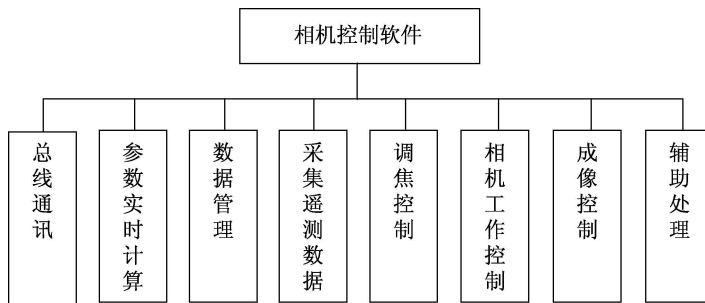 相机控制软件
总线通讯
参数实时计算
数据管理
采集遥测数据
调焦控制
相机工作控制
成像控制
辅助处理